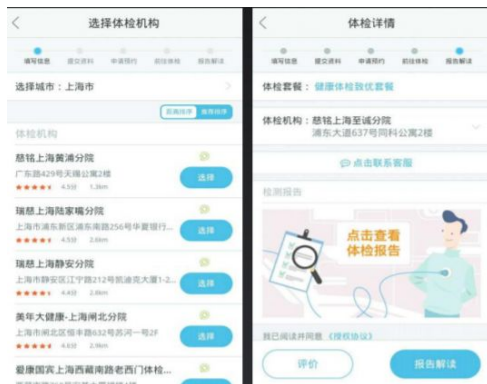 选择体检机构
填写信息 提交资料 申请预约 前往体检 报告解读
选择城市：上海市
距离排序 推荐排序
体检机构
慈铭上海黄浦分院
广东路429号天赐公寓2楼
4.5分 1.3km
选择
瑞慈上海陆家嘴分院
上海市浦东新区浦东南路256号华夏银行...
4.5分 2.6km
选择
瑞慈上海静安分院
上海市静安区江宁路212号凯迪克大厦1-2...
4.4分 2.8km
选择
美年大健康-上海闸北分院
上海市闸北区恒丰路632号苏河一号2F
4.4分 2.9km
选择
爱康国宾上海西藏南路老西门体检...
体检详情
填写信息 提交资料 申请预约 前往体检 报告解读
体检套餐：健康体检致优套餐
体检机构：慈铭上海至诚分院
浦东大道637号同科公寓2楼
点击联系客服
检测报告
点击查看
体检报告
我已阅读并同意《授权协议》
评价
报告解读